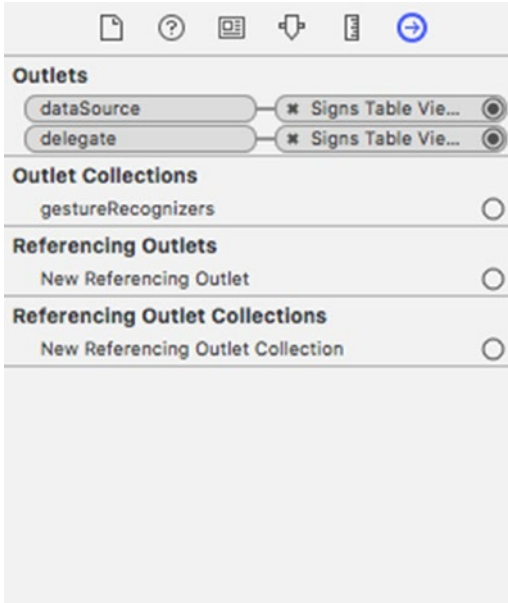 Outlets
dataSource ✖ Signs Table Vie...
delegate ✖ Signs Table Vie...
Outlet Collections
gestureRecognizers
Referencing Outlets
New Referencing Outlet
Referencing Outlet Collections
New Referencing Outlet Collection